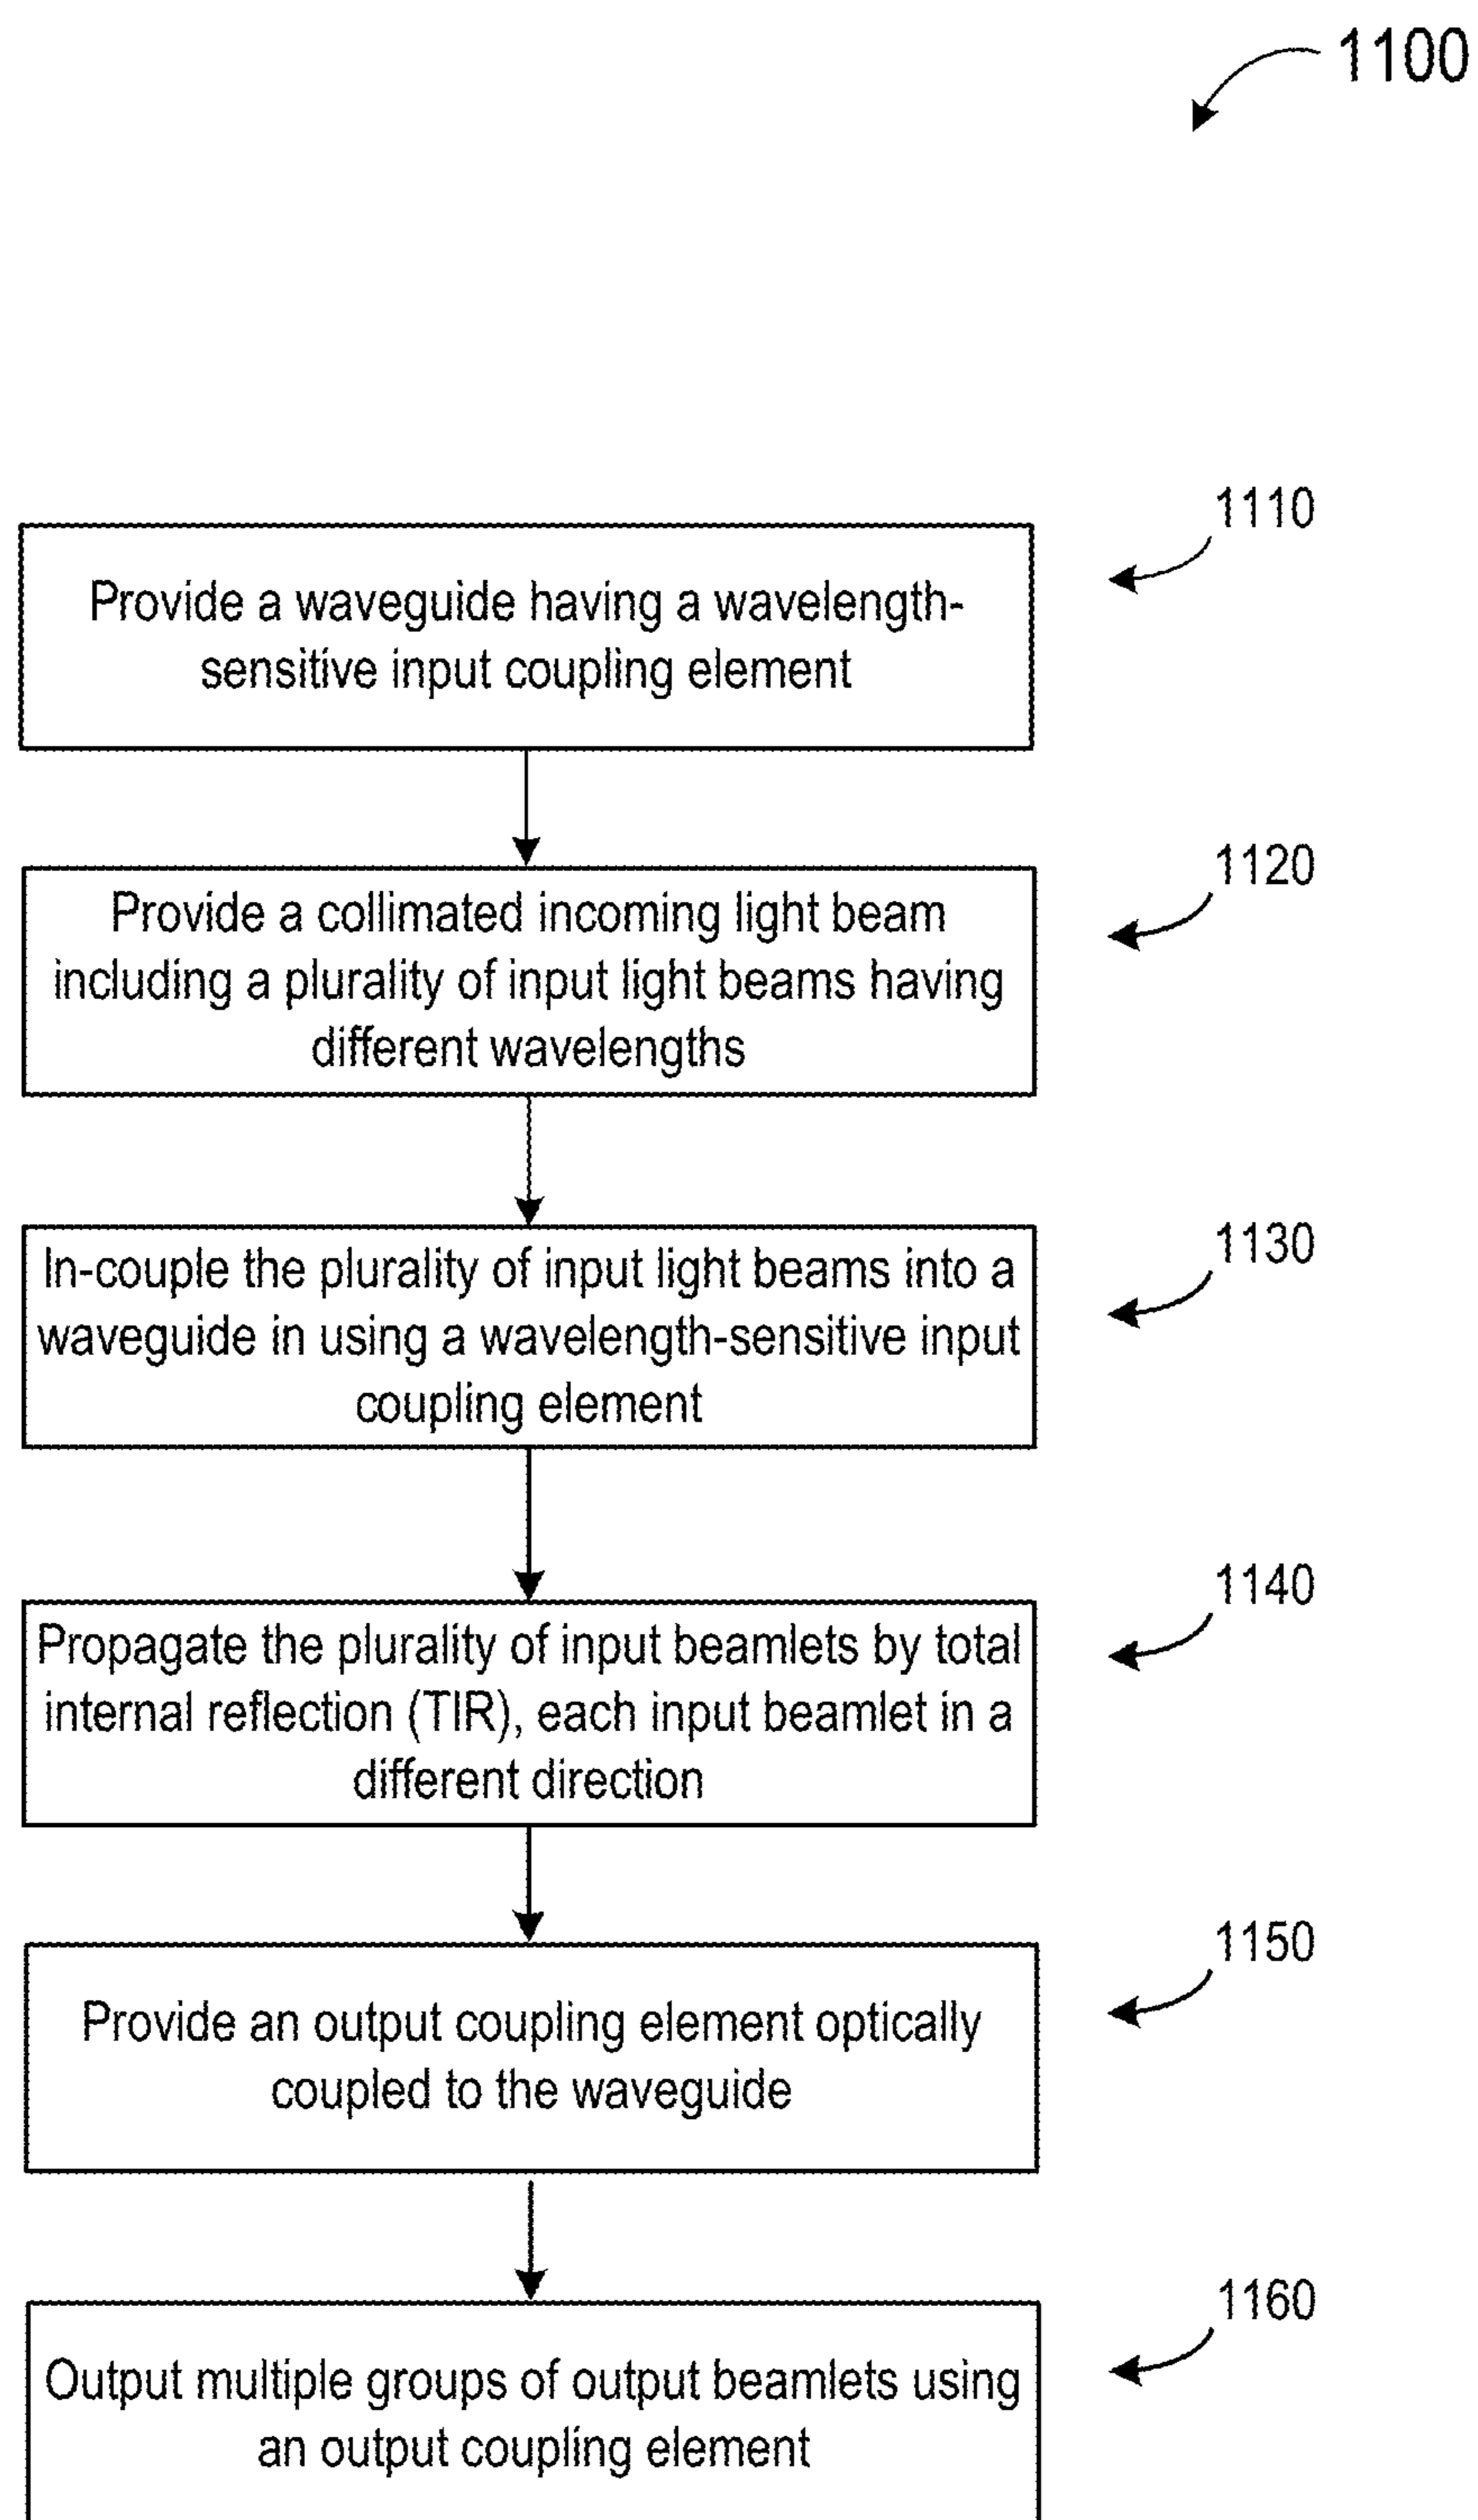 1100
1110
Provide a waveguide having a wavelength-
sensitive input coupling element
1120
Provide a collimated incoming light beam
including a plurality of input light beams having
different wavelengths
1130
In-couple the plurality of input light beams into a
waveguide in using a wavelength-sensitive input
coupling element
1140
Propagate the plurality of input beamlets by total
internal reflection (TIR), each input beamlet in a
different direction
1150
Provide an output coupling element optically
coupled to the waveguide
1160
Output multiple groups of output beamlets using
an output coupling element